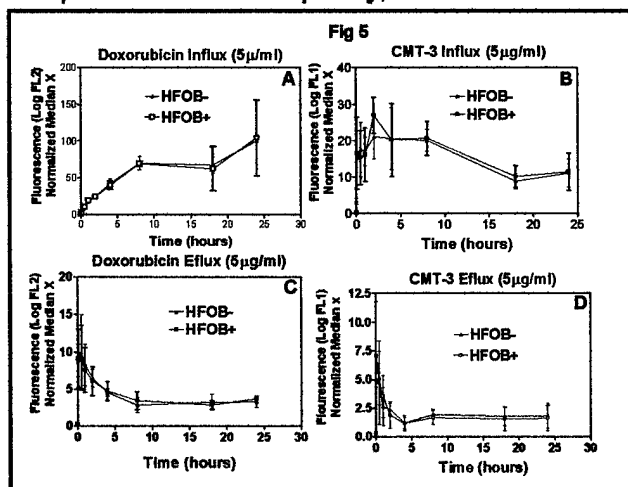 Fig 5
Doxorubicin Influx (5µ/ml)
A
Fluorescence (Log FL2)
Normalized Median X
200
150
100
50
0
HFOB-
HFOB+
0 5 10 15 20 25 30
Time (hours)
CMT-3 Influx (5µg/ml)
B
Fluorescence (Log FL1)
Normalized Median X
40
30
20
10
0
HFOB-
HFOB+
0 5 10 15 20 25
Time (hours)
Doxorubicin Eflux (5µg/ml)
C
Fluorescence (Log FL2)
Normalized Median X
20
15
10
5
0
HFOB-
HFOB+
0 5 10 15 20 25 30
Time (hours)
CMT-3 Eflux (5µg/ml)
D
Flourescence (Log FL1)
Normalized Median X
12.5
10.0
7.5
5.0
2.5
0.0
HFOB-
HFOB+
0 5 10 15 20 25 30
Time (hours)